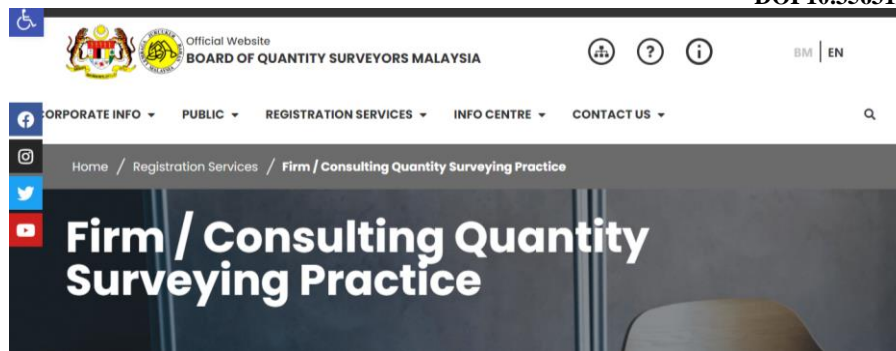 Official Website
BOARD OF QUANTITY SURVEYORS MALAYSIA
BM | EN
ORPORATE INFO
PUBLIC
REGISTRATION SERVICES
INFO CENTRE
CONTACT US
Home / Registration Services / Firm / Consulting Quantity Surveying Practice
Firm / Consulting Quantity
Surveying Practice